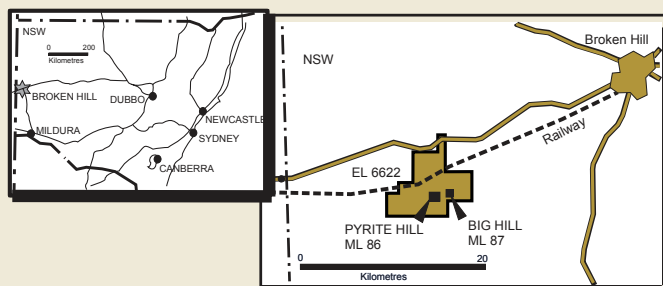 NSW
0 200
Kilometres
BROKEN HILL
DUBBO
NEWCASTLE
MILDURA
SYDNEY
CANBERRA
Broken Hill
NSW
Railway
EL 6622
PYRITE HILL
ML 86
BIG HILL
ML 87
0 20
Kilometres